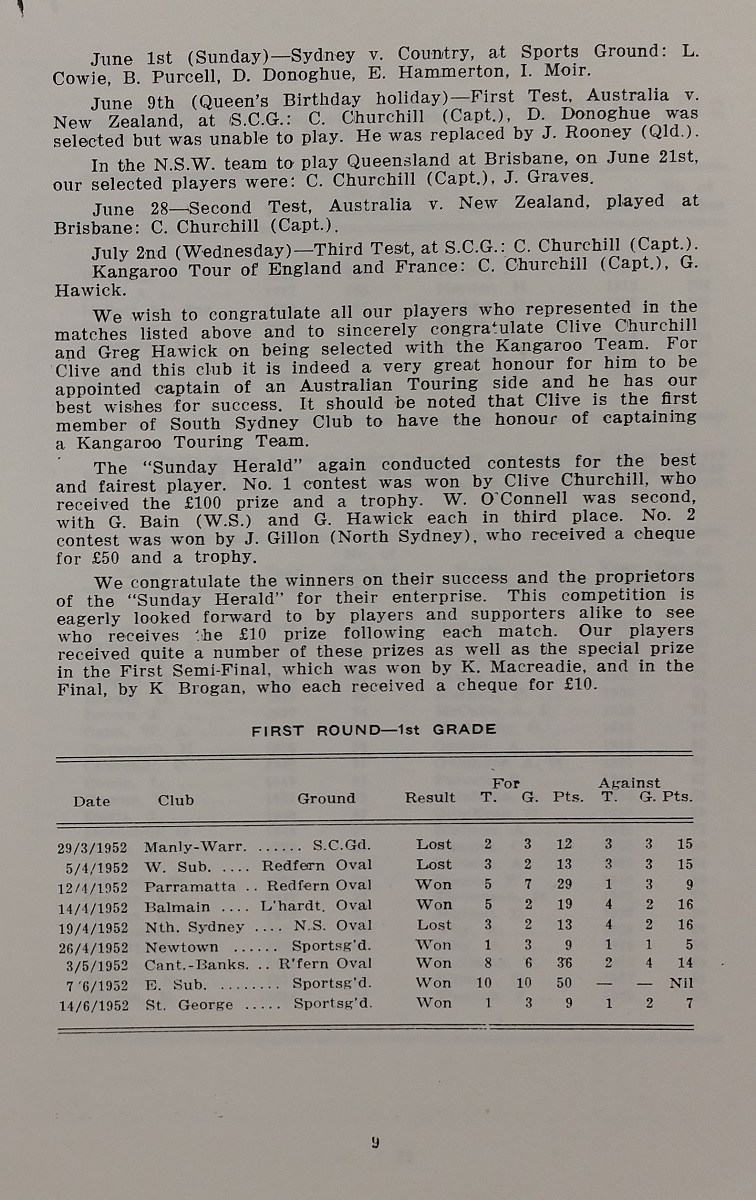 June 1st (Sunday)—Sydney v. Country, at Sports Ground: L.
Cowie, B. Purcell, D. Donoghue, E. Hammerton, I. Moir.
June 9th (Queen's Birthday holiday)—First Test, Australia v.
New Zealand, at S.C.G.: C. Churchill (Capt.), D. Donoghue was
selected but was unable to play. He was replaced by J. Rooney (Qld.).
In the N.S.W. team to play Queensland at Brisbane, on June 21st,
our selected players were: C. Churchill (Capt.), J. Graves.
June 28—Second Test, Australia v. New Zealand, played at
Brisbane: C. Churchill (Capt.).
July 2nd (Wednesday)—Third Test, at S.C.G.: C. Churchill (Capt.).
Kangaroo Tour of England and France: C. Churchill (Capt.), G.
Hawick.
We wish to congratulate all our players who represented in the
matches listed above and to sincerely congratulate Clive Churchill
and Greg Hawick on being selected with the Kangaroo Team. For
Clive and this club it is indeed a very great honour for him to be
appointed captain of an Australian Touring side and he has our
best wishes for success. It should be noted that Clive is the first
member of South Sydney Club to have the honour of captaining
a Kangaroo Touring Team.
The "Sunday Herald" again conducted contests for the best
and fairest player. No. 1 contest was won by Clive Churchill, who
received the £100 prize and a trophy. W. O'Connell was second,
with G. Bain (W.S.) and G. Hawick each in third place. No. 2
contest was won by J. Gillon (North Sydney), who received a cheque
for £50 and a trophy.
We congratulate the winners on their success and the proprietors
of the "Sunday Herald" for their enterprise. This competition is
eagerly looked forward to by players and supporters alike to see
who receives the £10 prize following each match. Our players
received quite a number of these prizes as well as the special prize
in the First Semi-Final, which was won by K. Macreadie, and in the
Final, by K Brogan, who each received a cheque for £10.
FIRST ROUND—1st GRADE
For Against
Date Club Ground Result T. G. Pts. T. G. Pts.
29/3/1952 Manly-Warr. ...... S.C.Gd. Lost 2 3 12 3 3 15
5/4/1952 W. Sub. .... Redfern Oval Lost 3 2 13 3 3 15
12/4/1952 Parramatta .. Redfern Oval Won 5 7 29 1 3 9
14/4/1952 Balmain .... L'hardt. Oval Won 5 2 19 4 2 16
19/4/1952 Nth. Sydney .... N.S. Oval Lost 3 2 13 4 2 16
26/4/1952 Newtown ...... Sportsg'd. Won 1 3 9 1 1 5
3/5/1952 Cant.-Banks. .. R'fern Oval Won 8 6 36 2 4 14
7/6/1952 E. Sub. ........ Sportsg'd. Won 10 10 50 — — Nil
14/6/1952 St. George ..... Sportsg'd. Won 1 3 9 1 2 7
9